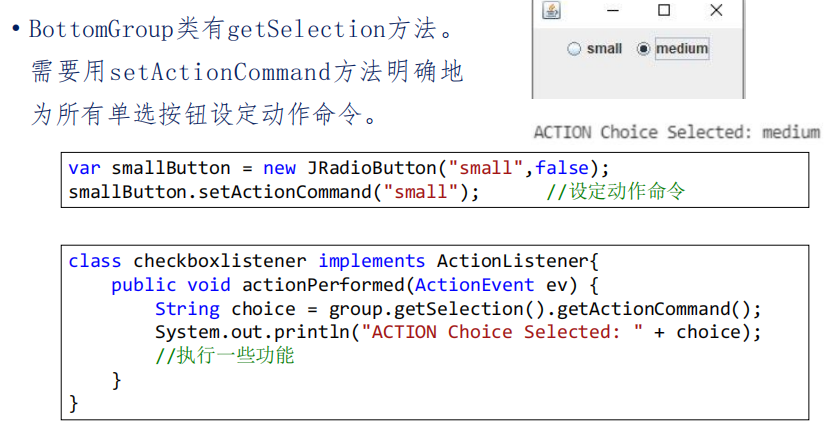 • BottomGroup类有getSelection方法。
需要用setActionCommand方法明确地
为所有单选按钮设定动作命令。
small medium
ACTION Choice Selected: medium
var smallButton = new JRadioButton("small",false);
smallButton.setActionCommand("small"); //设定动作命令
class checkboxlistener implements ActionListener{
public void actionPerformed(ActionEvent ev) {
String choice = group.getSelection().getActionCommand();
System.out.println("ACTION Choice Selected: " + choice);
//执行一些功能
}
}